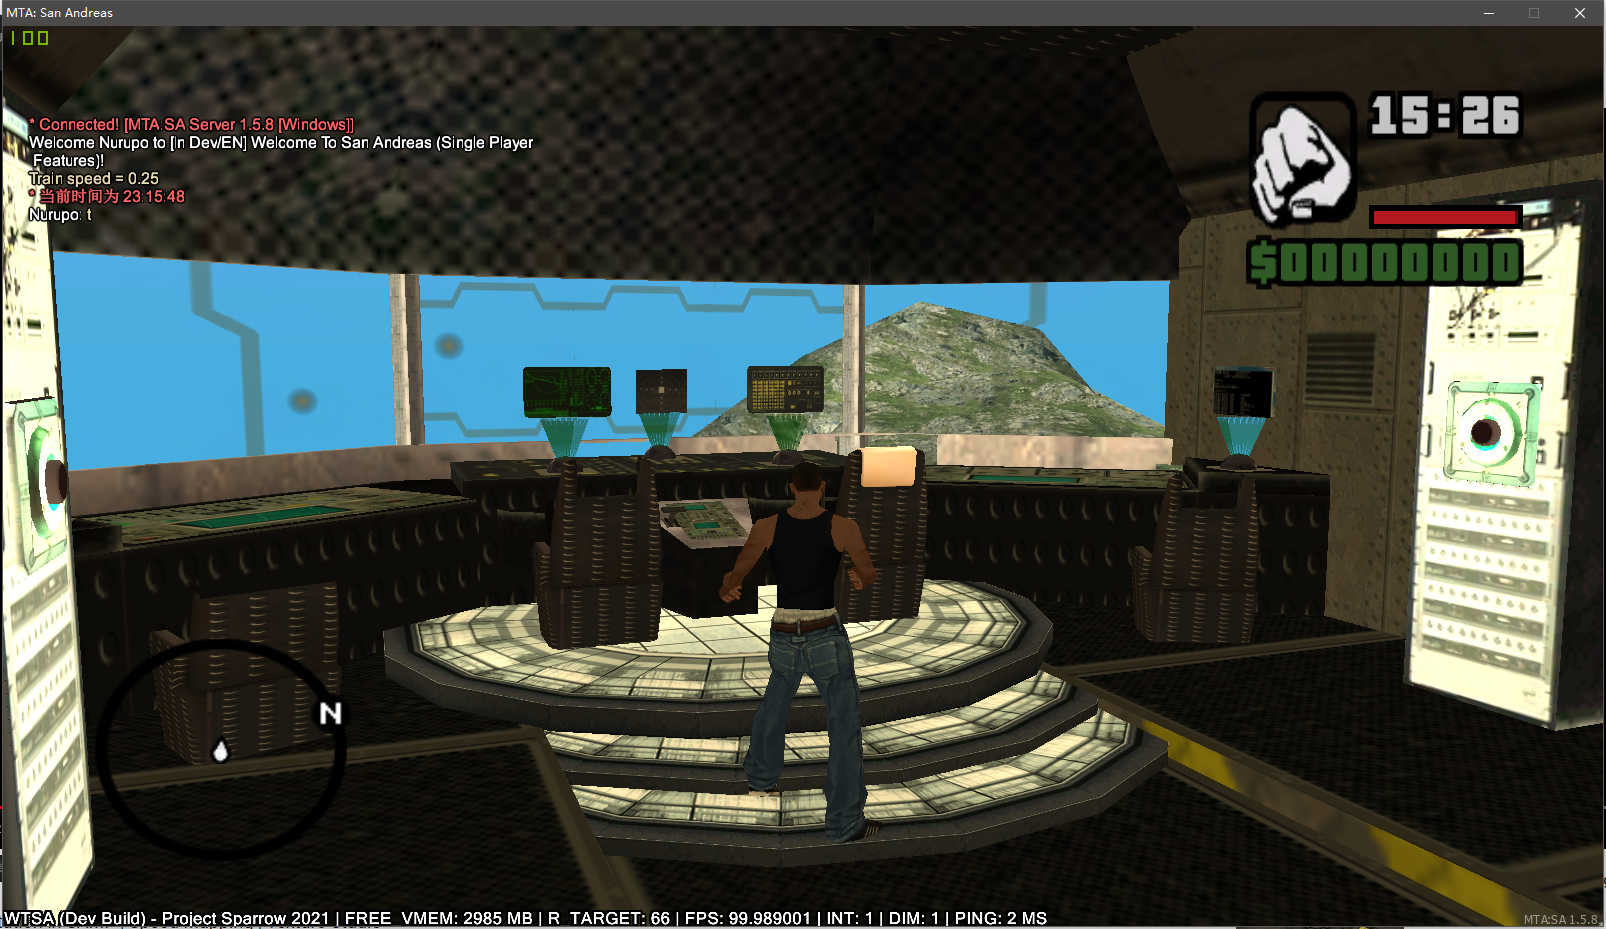 MTA: San Andreas
100
* Connected! [MTA:SA Server 1.5.8 [Windows]]
Welcome Nurupo to [In Dev/EN] Welcome To San Andreas (Single Player
Features)!
Train speed = 0.25
* 当前时间为 23:15:48
Nurupo: t
15:26
$00000000
N
WTSA (Dev Build) - Project Sparrow 2021 | FREE VMEM: 2985 MB | R TARGET: 66 | FPS: 99.989001 | INT: 1 | DIM: 1 | PING: 2 MS
MTA:SA 1.5.8